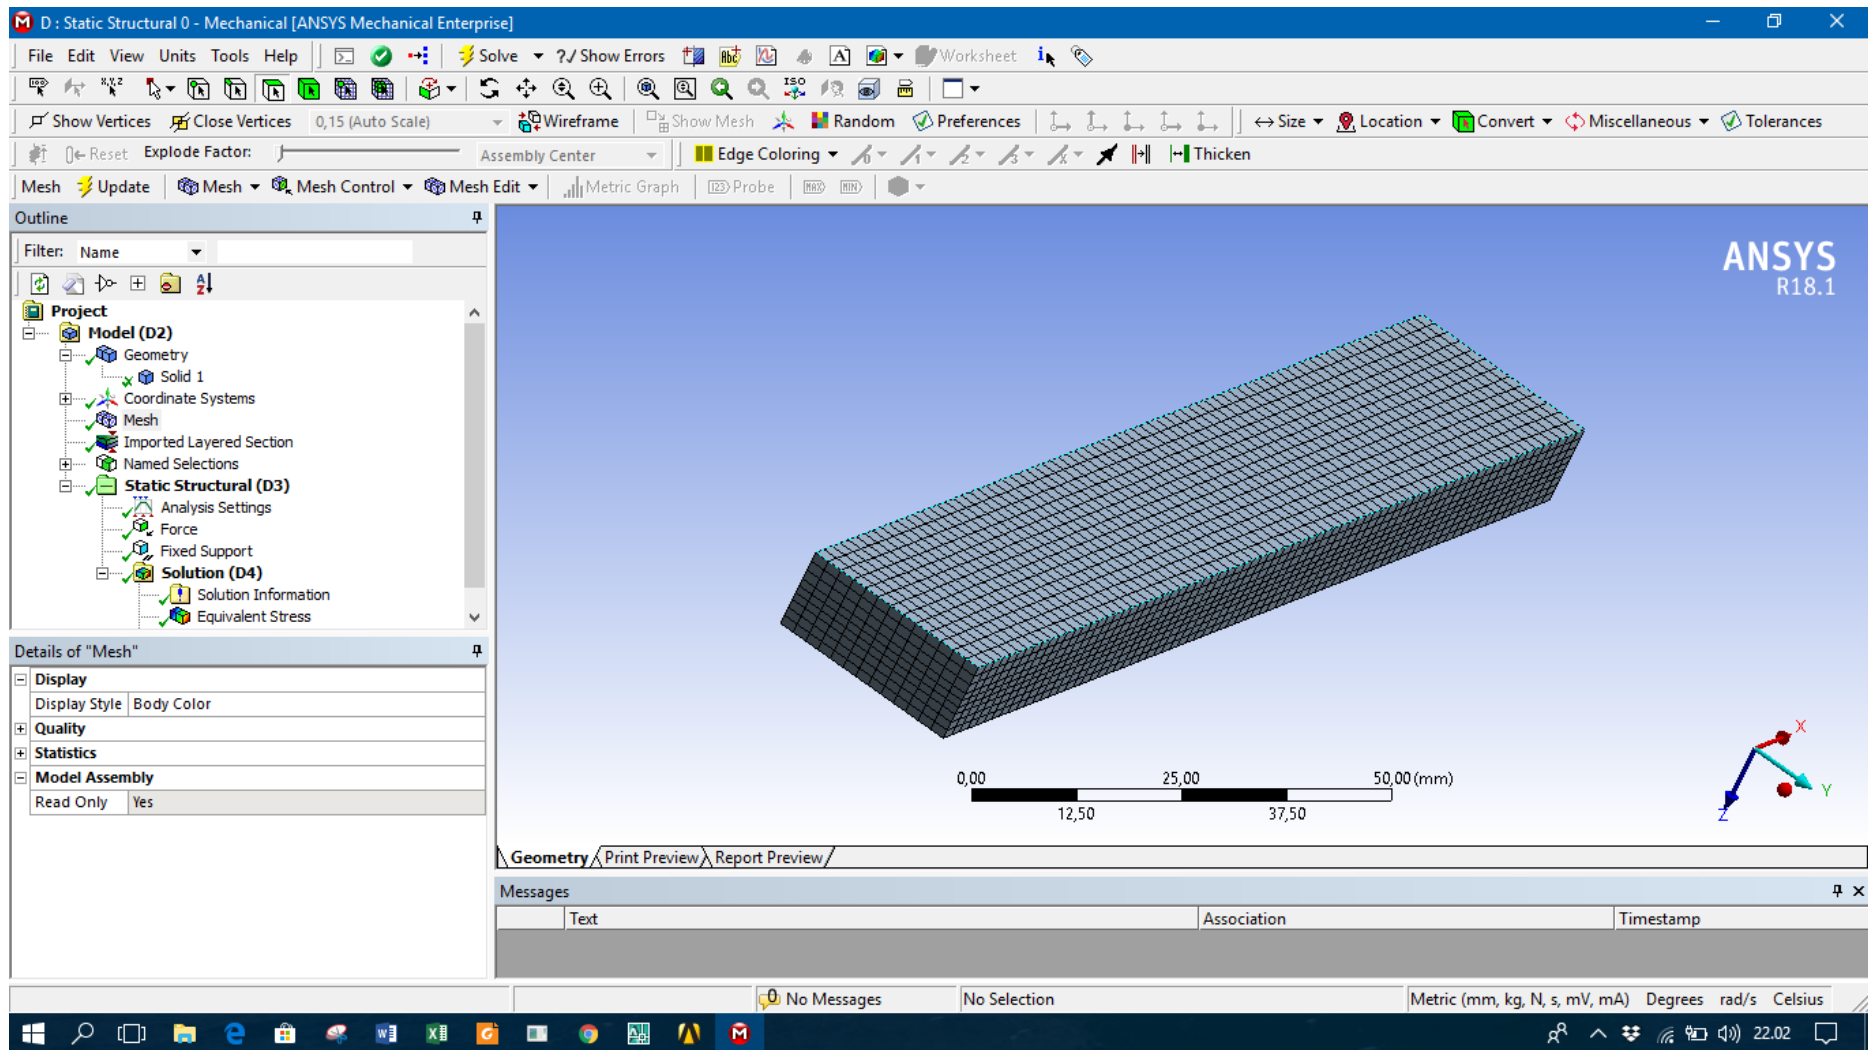 D : Static Structural 0 - Mechanical [ANSYS Mechanical Enterprise]
File Edit View Units Tools Help Solve ?/ Show Errors Worksheet
Show Vertices Close Vertices 0,15 (Auto Scale) Wireframe Show Mesh Random Preferences Size Location Convert Miscellaneous Tolerances
Reset Explode Factor: Assembly Center Edge Coloring Thicken
Mesh Update Mesh Mesh Control Mesh Edit Metric Graph Probe MAX MIN
Outline
Filter: Name
Project
Model (D2)
Geometry
Solid 1
Coordinate Systems
Mesh
Imported Layered Section
Named Selections
Static Structural (D3)
Analysis Settings
Force
Fixed Support
Solution (D4)
Solution Information
Equivalent Stress
Details of "Mesh"
Display
Display Style Body Color
Quality
Statistics
Model Assembly
Read Only Yes
ANSYS
R18.1
0,00 25,00 50,00 (mm)
12,50 37,50
X
Y
Z
Geometry Print Preview Report Preview
Messages
Text Association Timestamp
No Messages No Selection Metric (mm, kg, N, s, mV, mA) Degrees rad/s Celsius
22.02